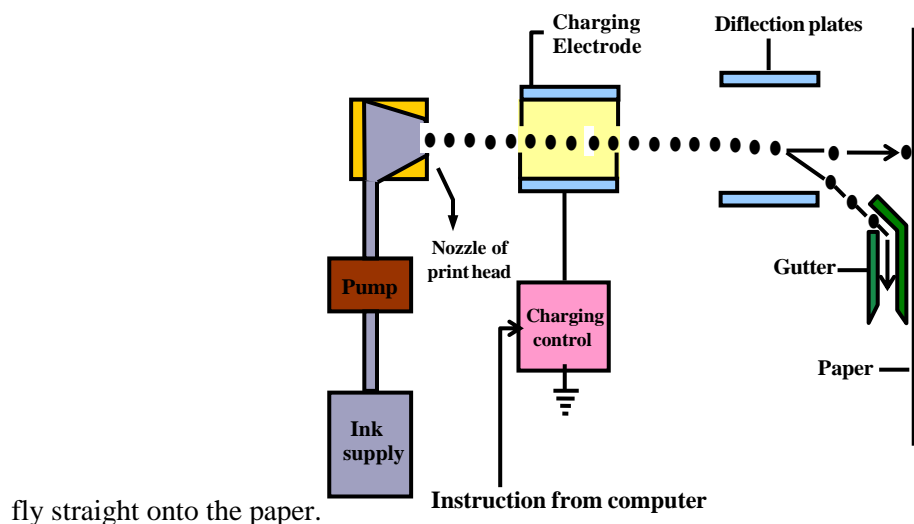 Charging
Electrode
Diflection plates
Nozzle of
print head
Pump
Gutter
Charging
control
Paper
Ink
supply
Instruction from computer
fly straight onto the paper.